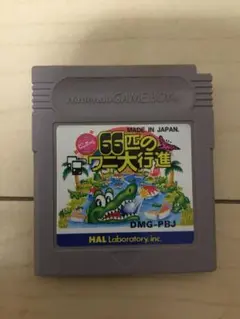 Nintendo GAME BOY
MADE IN JAPAN.
66匹の
ワニ大行進
DMG-PBJ
HAL Laboratory, inc.